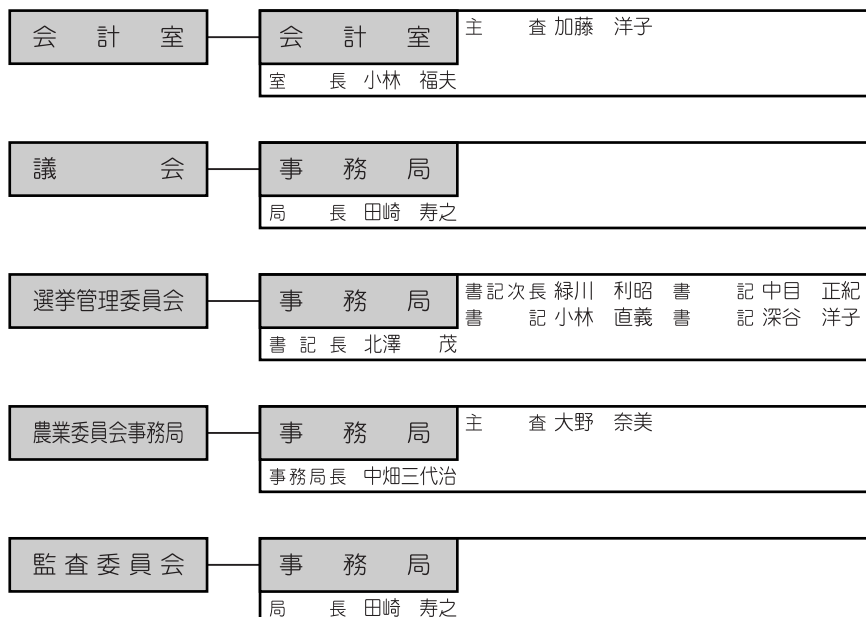 会計室 会計室 主　査 加藤　洋子
室　長 小林　福夫
議会 事務局
局　長 田崎　寿之
選挙管理委員会 事務局 書記次長 緑川　利昭 書　記 中目　正紀
書　記 小林　直義 書　記 深谷　洋子
書記長 北澤　茂
農業委員会事務局 事務局 主　査 大野　奈美
事務局長 中畑三代治
監査委員会 事務局
局　長 田崎　寿之